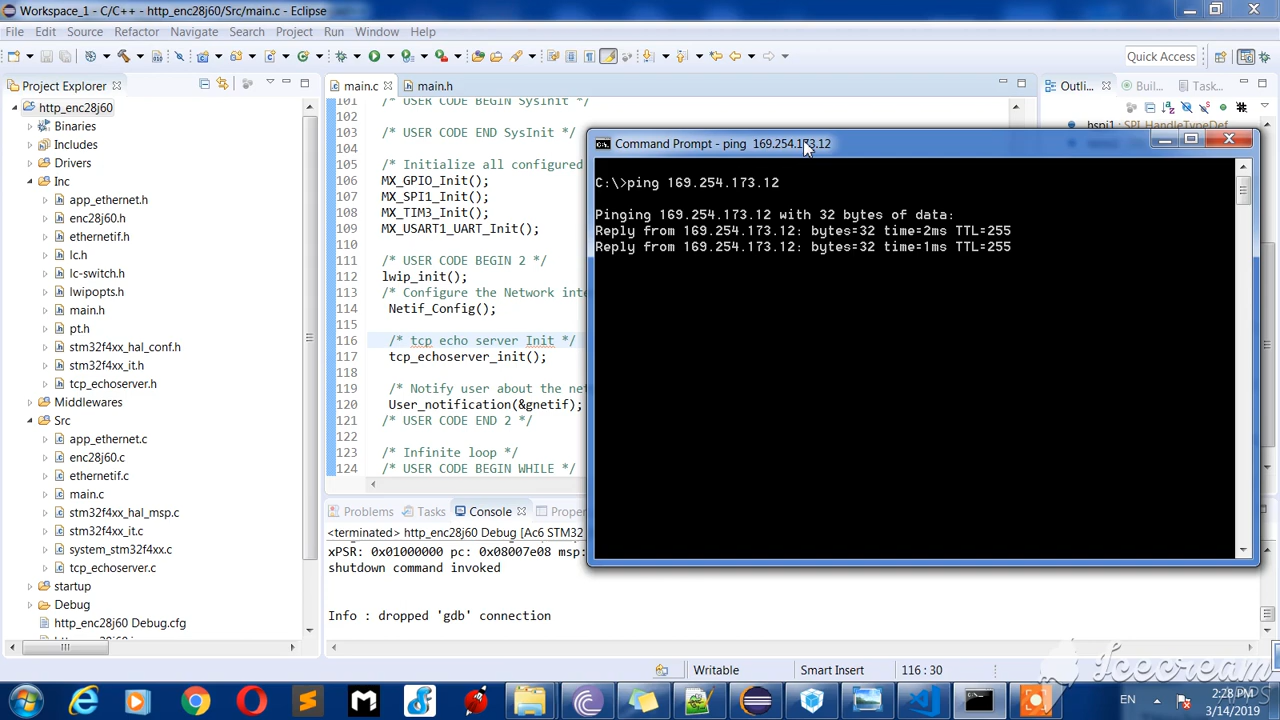 Workspace_1 - C/C++ - http_enc28j60/Src/main.c - Eclipse
File Edit Source Refactor Navigate Search Project Run Window Help
Quick Access
Project Explorer
http_enc28j60
Binaries
Includes
Drivers
Inc
app_ethernet.h
enc28j60.h
ethernetif.h
lc.h
lc-switch.h
lwipopts.h
main.h
pt.h
stm32f4xx_hal_conf.h
stm32f4xx_it.h
tcp_echoserver.h
Middlewares
Src
app_ethernet.c
enc28j60.c
ethernetif.c
main.c
stm32f4xx_hal_msp.c
stm32f4xx_it.c
system_stm32f4xx.c
tcp_echoserver.c
startup
Debug
http_enc28j60 Debug.cfg
main.c main.h
101 /* USER CODE BEGIN SysInit */
102
103 /* USER CODE END SysInit */
104
105 /* Initialize all configured
106 MX_GPIO_Init();
107 MX_SPI1_Init();
108 MX_TIM3_Init();
109 MX_USART1_UART_Init();
110
111 /* USER CODE BEGIN 2 */
112 lwip_init();
113 /* Configure the Network inte
114 Netif_Config();
115
116 /* tcp echo server Init */
117 tcp_echoserver_init();
118
119 /* Notify user about the net
120 User_notification(&gnetif);
121 /* USER CODE END 2 */
122
123 /* Infinite loop */
124 /* USER CODE BEGIN WHILE */
Outli... Buil... Task...
hspi1 : SPI_HandleTypeDef
Command Prompt - ping 169.254.173.12
C:\>ping 169.254.173.12
Pinging 169.254.173.12 with 32 bytes of data:
Reply from 169.254.173.12: bytes=32 time=2ms TTL=255
Reply from 169.254.173.12: bytes=32 time=1ms TTL=255
Problems Tasks Console Proper
<terminated> http_enc28j60 Debug [Ac6 STM32
xPSR: 0x01000000 pc: 0x08007e08 msp:
shutdown command invoked
Info : dropped 'gdb' connection
Writable Smart Insert 116 : 30
Icecream
APPS
EN
2:28 PM
3/14/2019